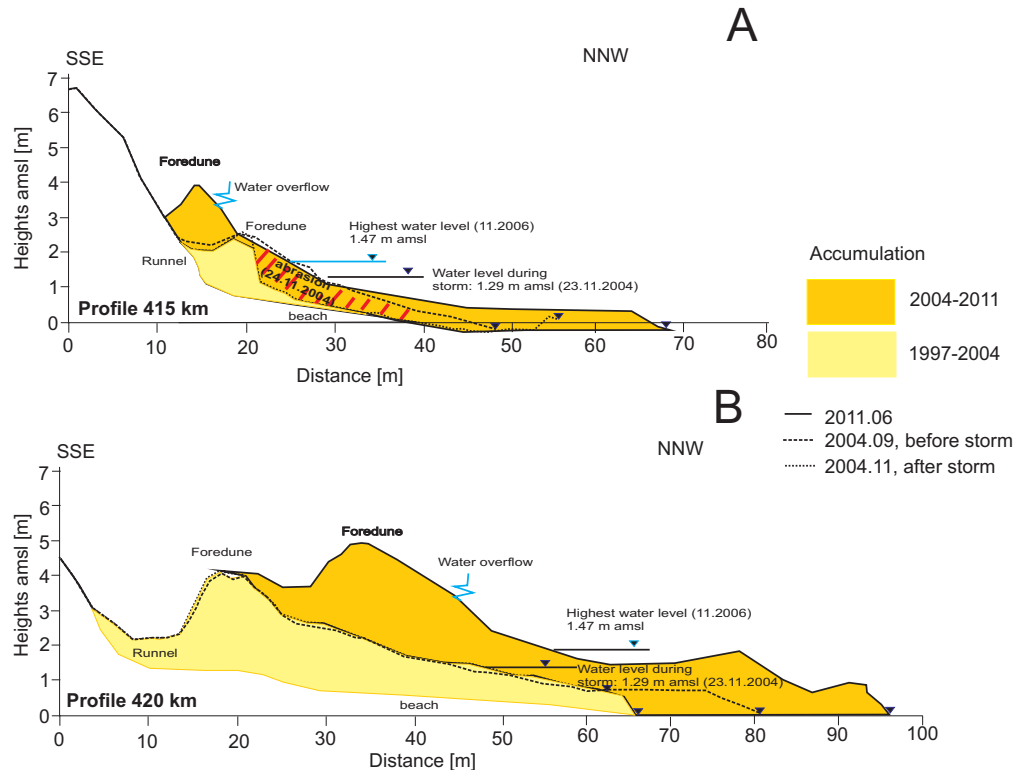 A
SSE
NNW
7
6
5
4
3
2
1
0
Heights amsl [m]
Foredune
Water overflow
Foredune
Highest water level (11.2006)
1.47 m amsl
Runnel
abrasion
(24.11.2004)
Water level during
storm: 1.29 m amsl (23.11.2004)
Profile 415 km
beach
0 10 20 30 40 50 60 70 80
Distance [m]
Accumulation
2004-2011
1997-2004
2011.06
2004.09, before storm
2004.11, after storm
B
SSE
NNW
7
6
5
4
3
2
1
0
Heights amsl [m]
Foredune
Foredune
Water overflow
Highest water level (11.2006)
1.47 m amsl
Runnel
Water level during
storm: 1.29 m amsl (23.11.2004)
Profile 420 km
beach
0 10 20 30 40 50 60 70 80 90 100
Distance [m]